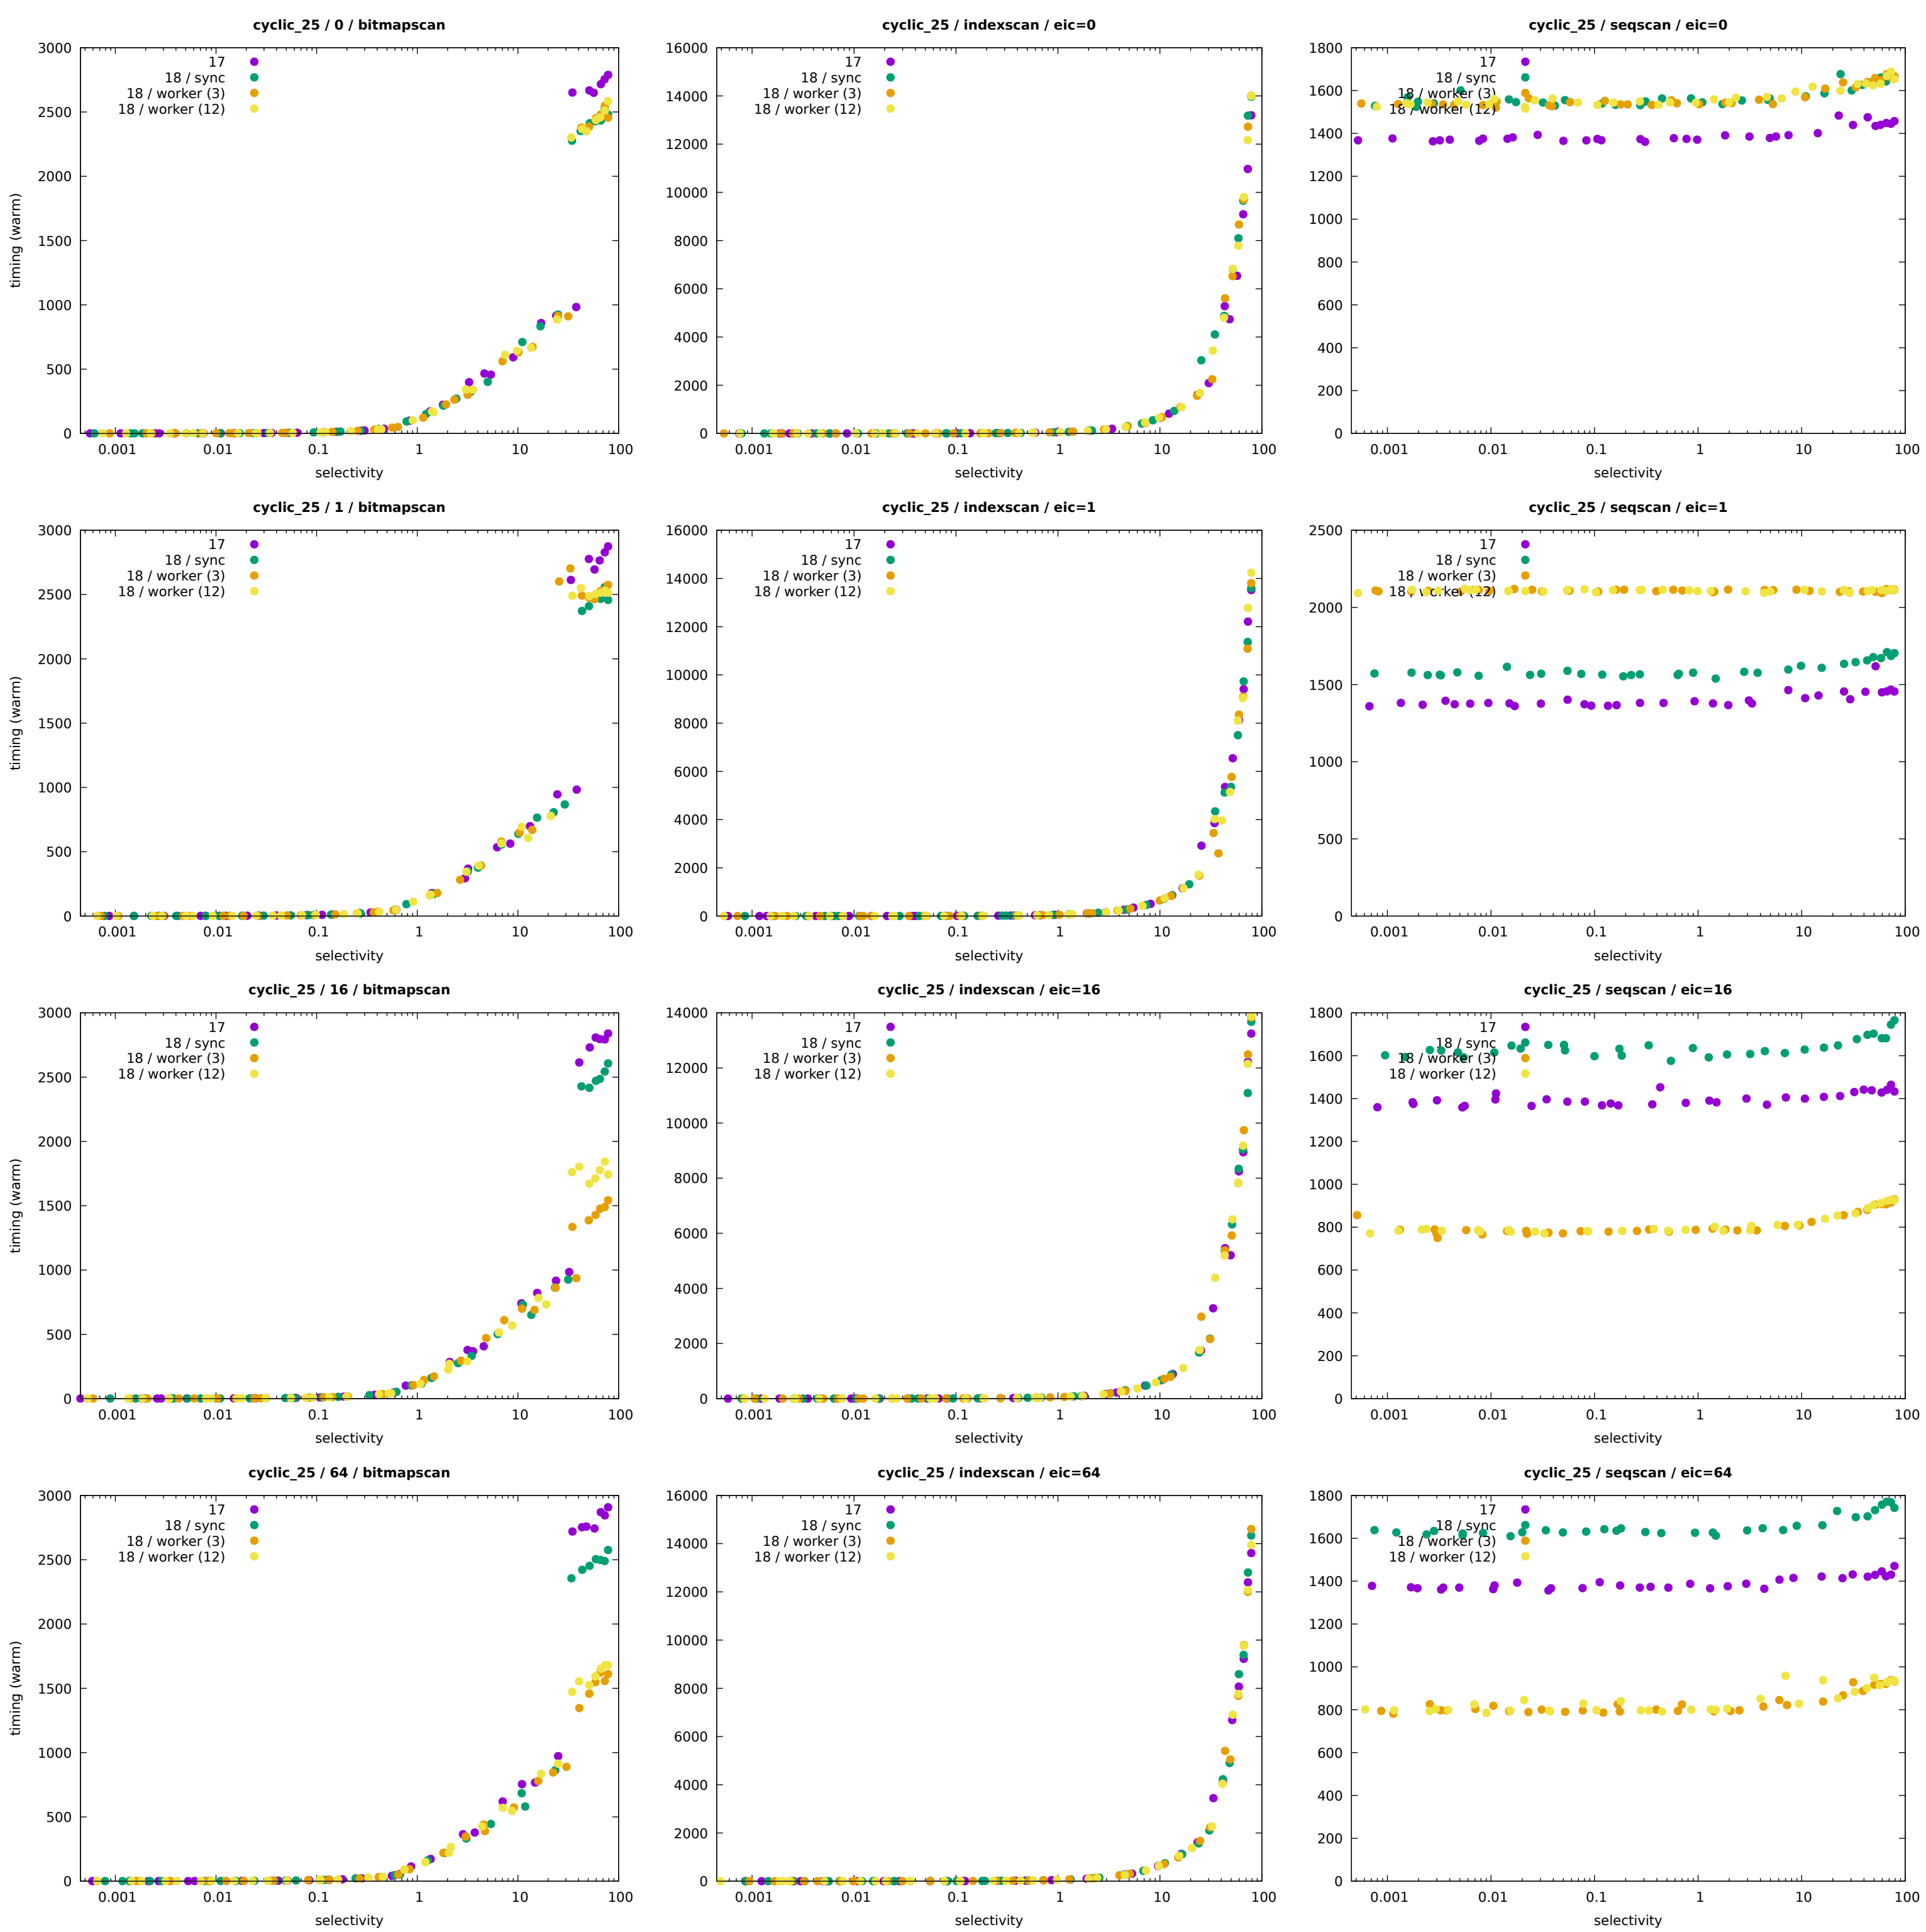 cyclic_25 / 0 / bitmapscan
3000
2500
2000
1500
1000
500
0
timing (warm)
17
18 / sync
18 / worker (3)
18 / worker (12)
0.001 0.01 0.1 1 10 100
selectivity
cyclic_25 / indexscan / eic=0
16000
14000
12000
10000
8000
6000
4000
2000
0
17
18 / sync
18 / worker (3)
18 / worker (12)
0.001 0.01 0.1 1 10 100
selectivity
cyclic_25 / seqscan / eic=0
1800
1600
1400
1200
1000
800
600
400
200
0
17
18 / sync
18 / worker (3)
18 / worker (12)
0.001 0.01 0.1 1 10 100
selectivity
cyclic_25 / 1 / bitmapscan
3000
2500
2000
1500
1000
500
0
timing (warm)
17
18 / sync
18 / worker (3)
18 / worker (12)
0.001 0.01 0.1 1 10 100
selectivity
cyclic_25 / indexscan / eic=1
16000
14000
12000
10000
8000
6000
4000
2000
0
17
18 / sync
18 / worker (3)
18 / worker (12)
0.001 0.01 0.1 1 10 100
selectivity
cyclic_25 / seqscan / eic=1
2500
2000
1500
1000
500
0
17
18 / sync
18 / worker (3)
18 / worker (12)
0.001 0.01 0.1 1 10 100
selectivity
cyclic_25 / 16 / bitmapscan
3000
2500
2000
1500
1000
500
0
timing (warm)
17
18 / sync
18 / worker (3)
18 / worker (12)
0.001 0.01 0.1 1 10 100
selectivity
cyclic_25 / indexscan / eic=16
14000
12000
10000
8000
6000
4000
2000
0
17
18 / sync
18 / worker (3)
18 / worker (12)
0.001 0.01 0.1 1 10 100
selectivity
cyclic_25 / seqscan / eic=16
1800
1600
1400
1200
1000
800
600
400
200
0
17
18 / sync
18 / worker (3)
18 / worker (12)
0.001 0.01 0.1 1 10 100
selectivity
cyclic_25 / 64 / bitmapscan
3000
2500
2000
1500
1000
500
0
timing (warm)
17
18 / sync
18 / worker (3)
18 / worker (12)
0.001 0.01 0.1 1 10 100
selectivity
cyclic_25 / indexscan / eic=64
16000
14000
12000
10000
8000
6000
4000
2000
0
17
18 / sync
18 / worker (3)
18 / worker (12)
0.001 0.01 0.1 1 10 100
selectivity
cyclic_25 / seqscan / eic=64
1800
1600
1400
1200
1000
800
600
400
200
0
17
18 / sync
18 / worker (3)
18 / worker (12)
0.001 0.01 0.1 1 10 100
selectivity